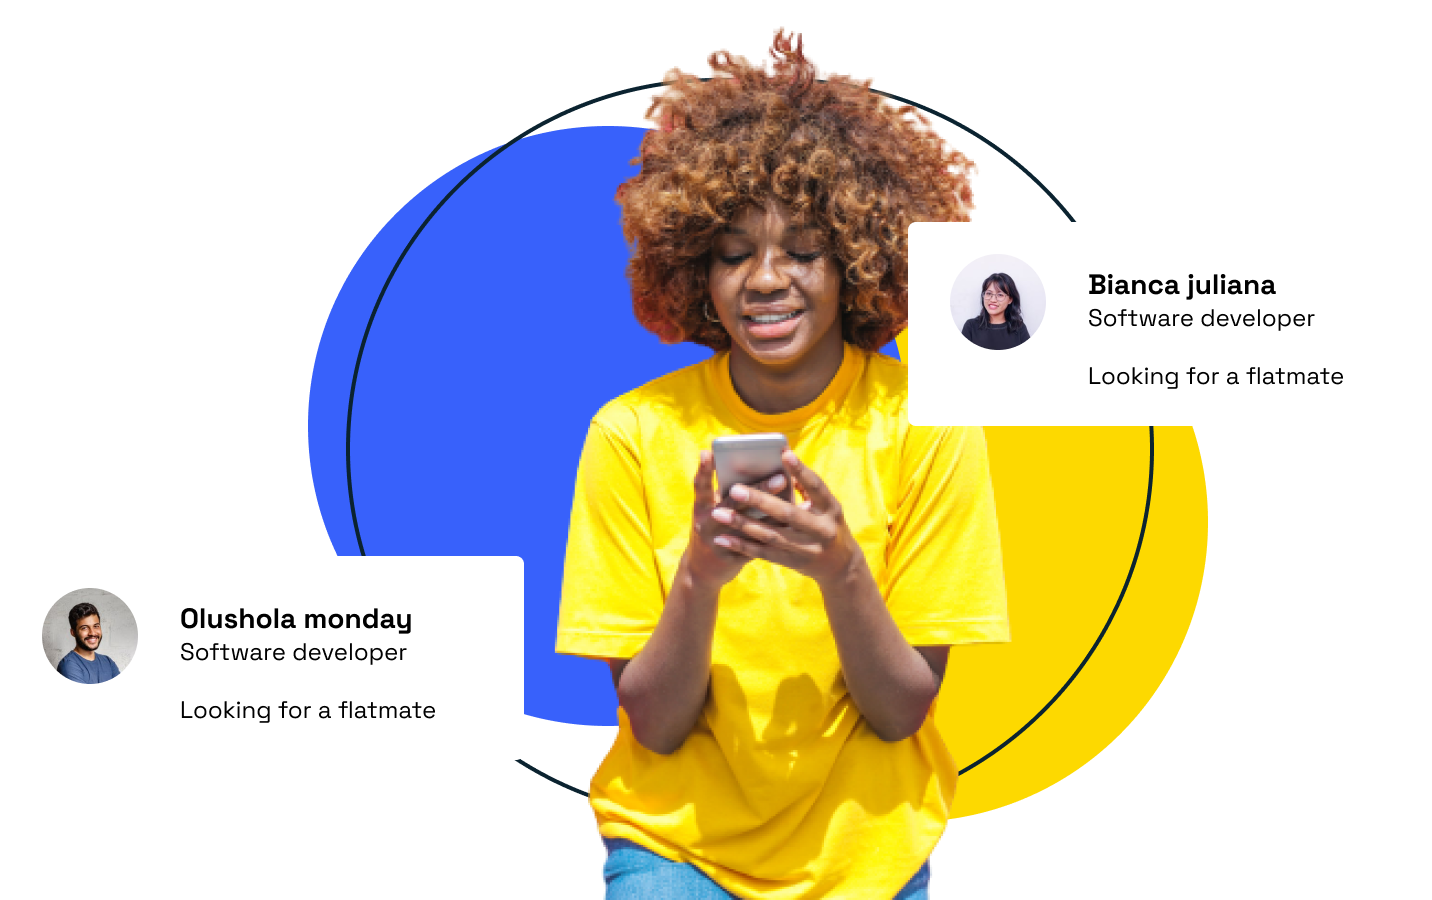 Bianca juliana
Software developer
Looking for a flatmate
Olushola monday
Software developer
Looking for a flatmate